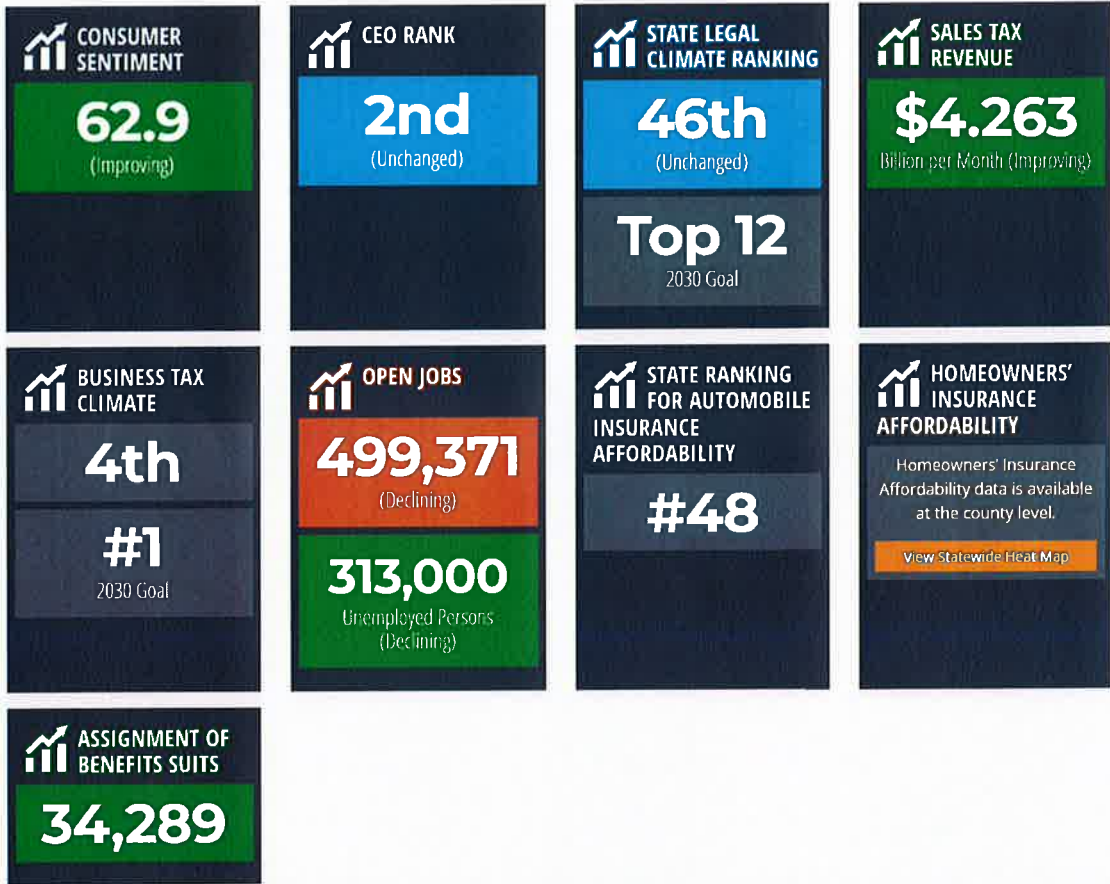 CONSUMER
SENTIMENT
62.9
(Improving)
CEO RANK
2nd
(Unchanged)
STATE LEGAL
CLIMATE RANKING
46th
(Unchanged)
Top 12
2030 Goal
SALES TAX
REVENUE
$4.263
Billion per Month (Improving)
BUSINESS TAX
CLIMATE
4th
#1
2030 Goal
OPEN JOBS
499,371
(Declining)
313,000
Unemployed Persons
(Declining)
STATE RANKING
FOR AUTOMOBILE
INSURANCE
AFFORDABILITY
#48
HOMEOWNERS'
INSURANCE
AFFORDABILITY
Homeowners' Insurance
Affordability data is available
at the county level.
View Statewide Heat Map
ASSIGNMENT OF
BENEFITS SUITS
34,289